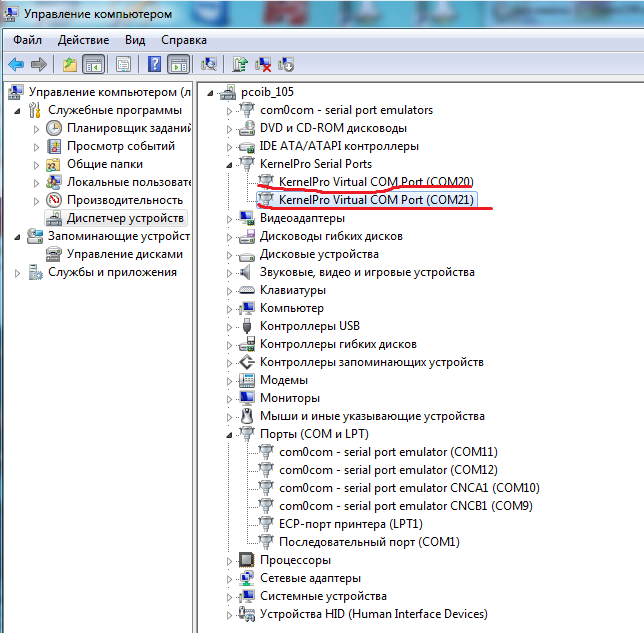 Управление компьютером
Файл Действие Вид Справка
Управление компьютером (л
Служебные программы
Планировщик заданий
Просмотр событий
Общие папки
Локальные пользовате
Производительность
Диспетчер устройств
Запоминающие устройст
Управление дисками
Службы и приложения
pcoib_105
com0com - serial port emulators
DVD и CD-ROM дисководы
IDE ATA/ATAPI контроллеры
KernelPro Serial Ports
KernelPro Virtual COM Port (COM20)
KernelPro Virtual COM Port (COM21)
Видеоадаптеры
Дисководы гибких дисков
Дисковые устройства
Звуковые, видео и игровые устройства
Клавиатуры
Компьютер
Контроллеры USB
Контроллеры гибких дисков
Контроллеры запоминающих устройств
Модемы
Мониторы
Мыши и иные указывающие устройства
Порты (COM и LPT)
com0com - serial port emulator (COM11)
com0com - serial port emulator (COM12)
com0com - serial port emulator CNCA1 (COM10)
com0com - serial port emulator CNCB1 (COM9)
ECP-порт принтера (LPT1)
Последовательный порт (COM1)
Процессоры
Сетевые адаптеры
Системные устройства
Устройства HID (Human Interface Devices)